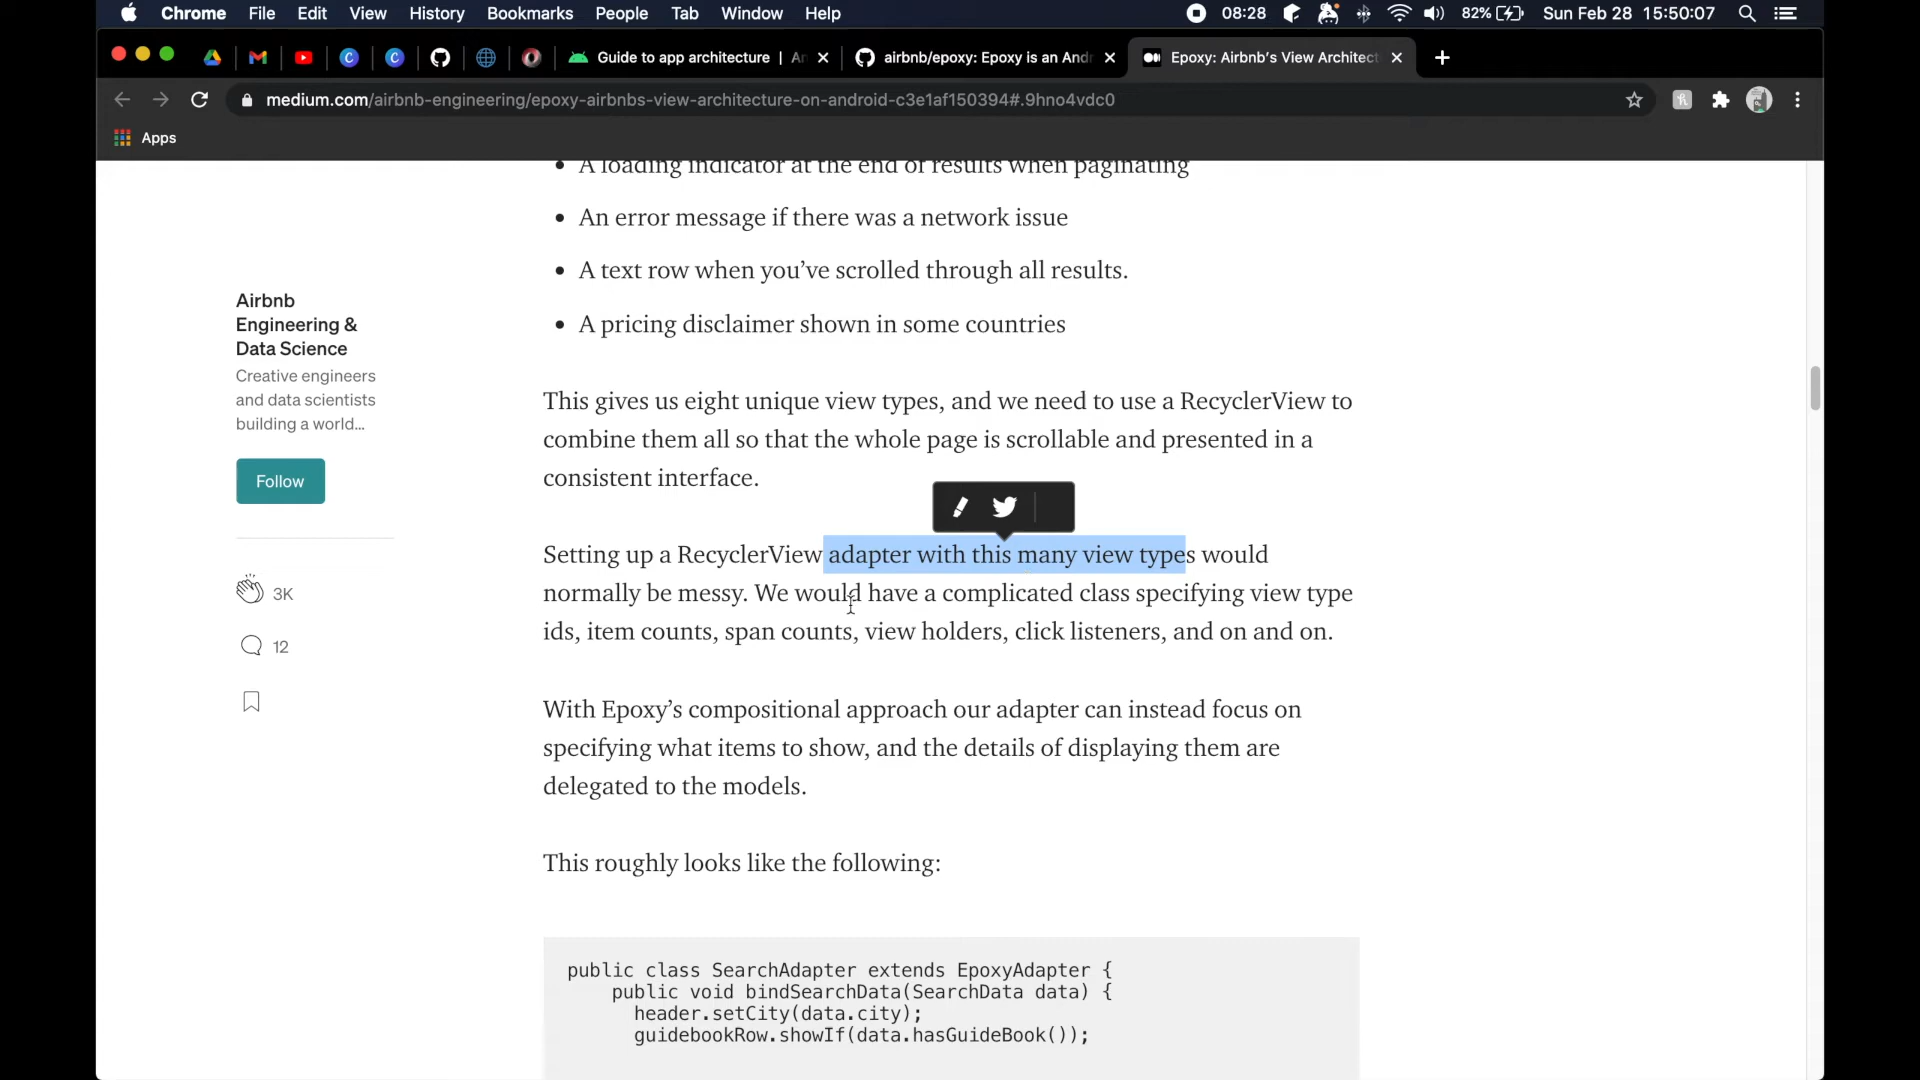 Chrome File Edit View History Bookmarks People Tab Window Help 08:28 82% Sun Feb 28 15:50:07
Guide to app architecture | An airbnb/epoxy: Epoxy is an Andr Epoxy: Airbnb's View Architect
medium.com/airbnb-engineering/epoxy-airbnbs-view-architecture-on-android-c3e1af150394#.9hno4vdc0
Apps
• A loading indicator at the end of results when paginating
• An error message if there was a network issue
• A text row when you've scrolled through all results.
• A pricing disclaimer shown in some countries
Airbnb
Engineering &
Data Science
Creative engineers
and data scientists
building a world...
Follow
3K
12
This gives us eight unique view types, and we need to use a RecyclerView to
combine them all so that the whole page is scrollable and presented in a
consistent interface.
Setting up a RecyclerView adapter with this many view types would
normally be messy. We would have a complicated class specifying view type
ids, item counts, span counts, view holders, click listeners, and on and on.
With Epoxy's compositional approach our adapter can instead focus on
specifying what items to show, and the details of displaying them are
delegated to the models.
This roughly looks like the following:
public class SearchAdapter extends EpoxyAdapter {
public void bindSearchData(SearchData data) {
header.setCity(data.city);
guidebookRow.showIf(data.hasGuideBook());